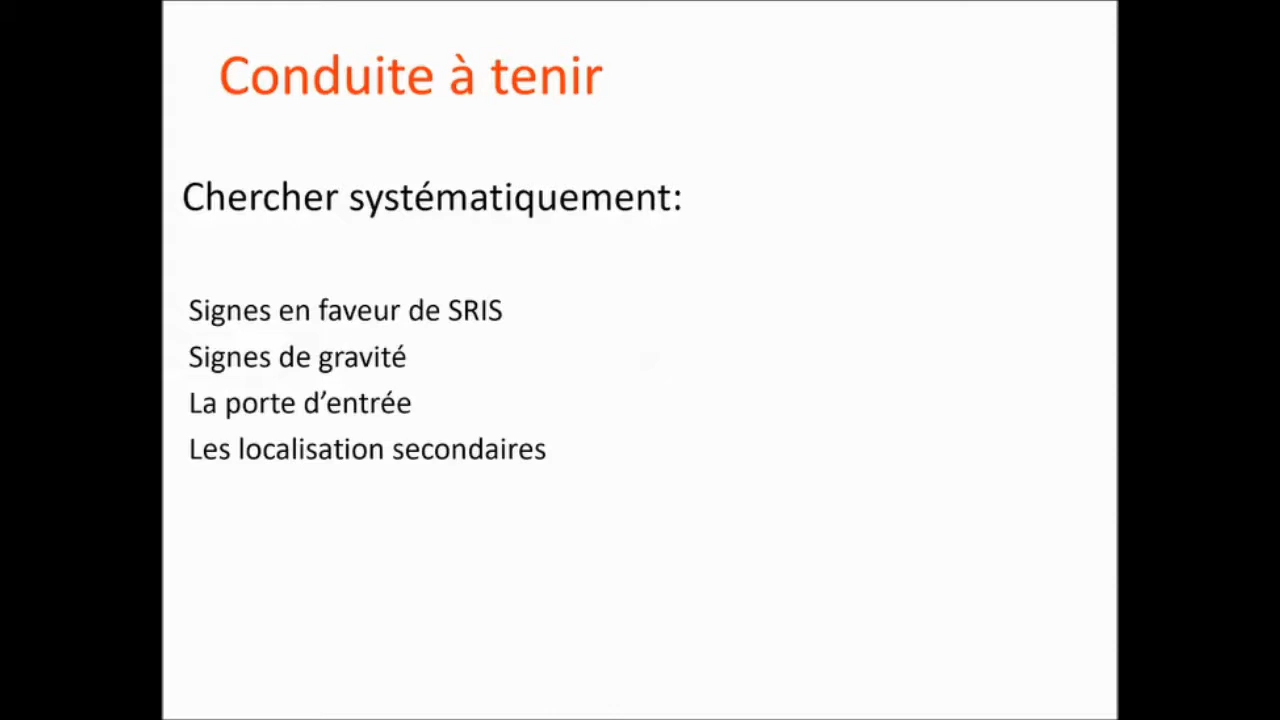 Conduite à tenir
Chercher systématiquement:
Signes en faveur de SRIS
Signes de gravité
La porte d’entrée
Les localisation secondaires